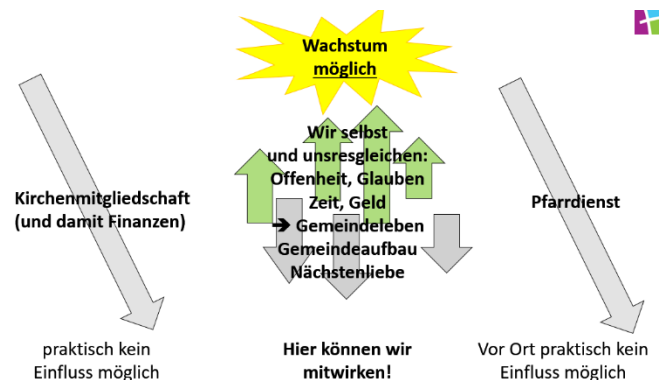 Wachstum
möglich
Wir selbst
und unsresgleichen:
Offenheit, Glauben
Zeit, Geld
➔ Gemeindeleben
Gemeindeaufbau
Nächstenliebe
Kirchenmitgliedschaft
(und damit Finanzen)
Pfarrdienst
praktisch kein
Einfluss möglich
Hier können wir
mitwirken!
Vor Ort praktisch kein
Einfluss möglich